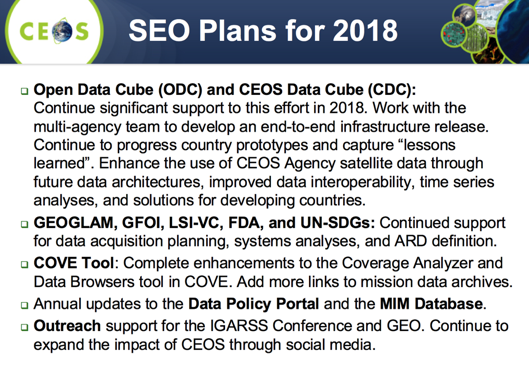 CEOS
SEO Plans for 2018
Open Data Cube (ODC) and CEOS Data Cube (CDC):
Continue significant support to this effort in 2018. Work with the
multi-agency team to develop an end-to-end infrastructure release.
Continue to progress country prototypes and capture “lessons
learned”. Enhance the use of CEOS Agency satellite data through
future data architectures, improved data interoperability, time series
analyses, and solutions for developing countries.
GEOGLAM, GFOI, LSI-VC, FDA, and UN-SDGs: Continued support
for data acquisition planning, systems analyses, and ARD definition.
COVE Tool: Complete enhancements to the Coverage Analyzer and
Data Browsers tool in COVE. Add more links to mission data archives.
Annual updates to the Data Policy Portal and the MIM Database.
Outreach support for the IGARSS Conference and GEO. Continue to
expand the impact of CEOS through social media.